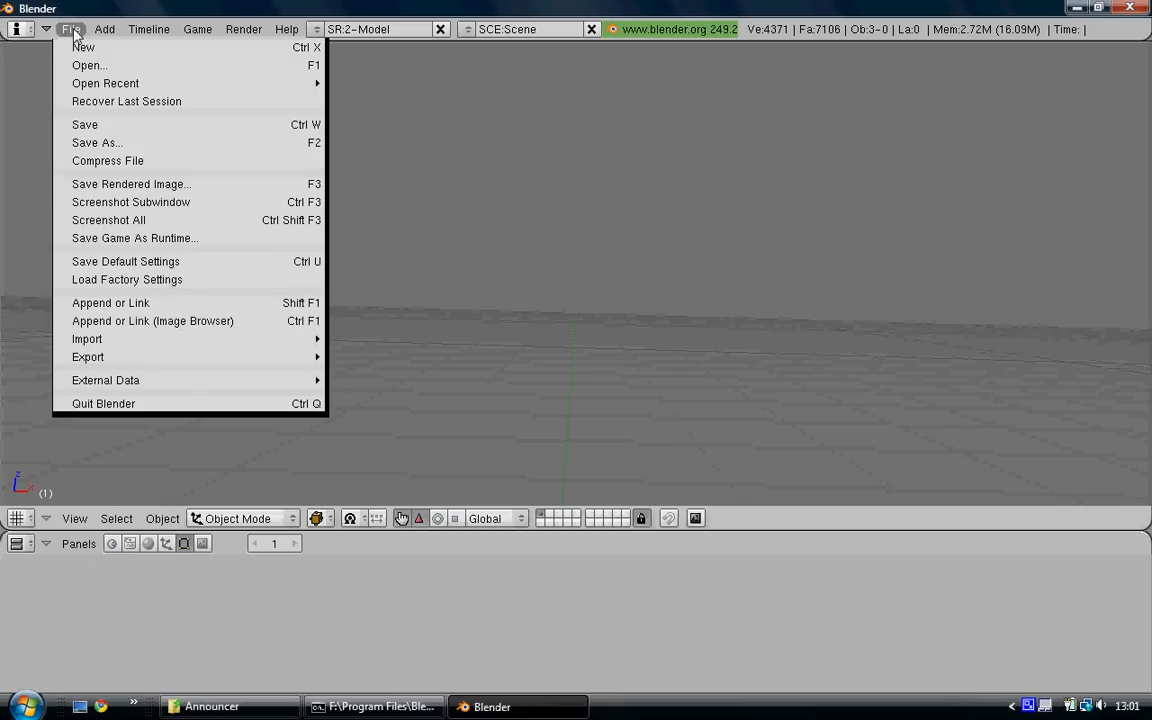 Blender
File Add Timeline Game Render Help SR:2-Model SCE:Scene www.blender.org 249.2 Ve:4371 | Fa:7106 | Ob:3-0 | La:0 | Mem:2.72M (16.09M) | Time: |
New Ctrl X
Open... F1
Open Recent
Recover Last Session
Save Ctrl W
Save As... F2
Compress File
Save Rendered Image... F3
Screenshot Subwindow Ctrl F3
Screenshot All Ctrl Shift F3
Save Game As Runtime...
Save Default Settings Ctrl U
Load Factory Settings
Append or Link Shift F1
Append or Link (Image Browser) Ctrl F1
Import
Export
External Data
Quit Blender Ctrl Q
z
x
(1)
View Select Object Object Mode Global
Panels 1
Announcer F:\Program Files\Ble... Blender 13:01